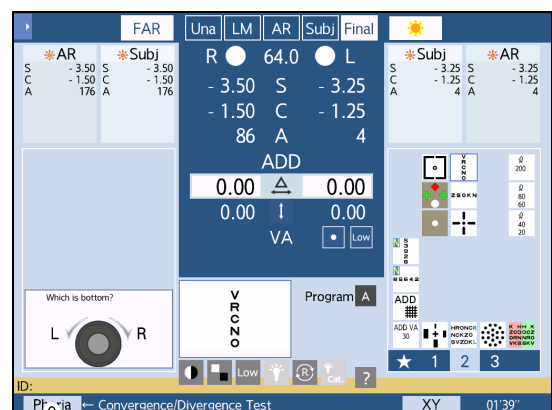 FAR Una LM AR Subj Final
AR Subj
S - 3.50 S - 3.50
C - 1.50 C - 1.50
A 176 A 176
R 64.0 L
- 3.50 S - 3.25
- 1.50 C - 1.25
86 A 4
ADD
0.00 0.00
0.00 0.00
VA Low
Subj AR
S - 3.25 S - 3.25
C - 1.25 C - 1.25
A 4 A 4
Which is bottom?
L R
V
R
C
N
O
Program A
Low R Cat. ?
V
R
C
N
O
200
ZSOKN
80
60
40
20
N
N
85642
ADD
ADD VA
30
HRONCR
NCKZO
SVZDKL
K HH K
ZCDOCZ
ORNNRO
VKSSKV
★ 1 2 3
ID:
← Convergence/Divergence Test XY 01'39"